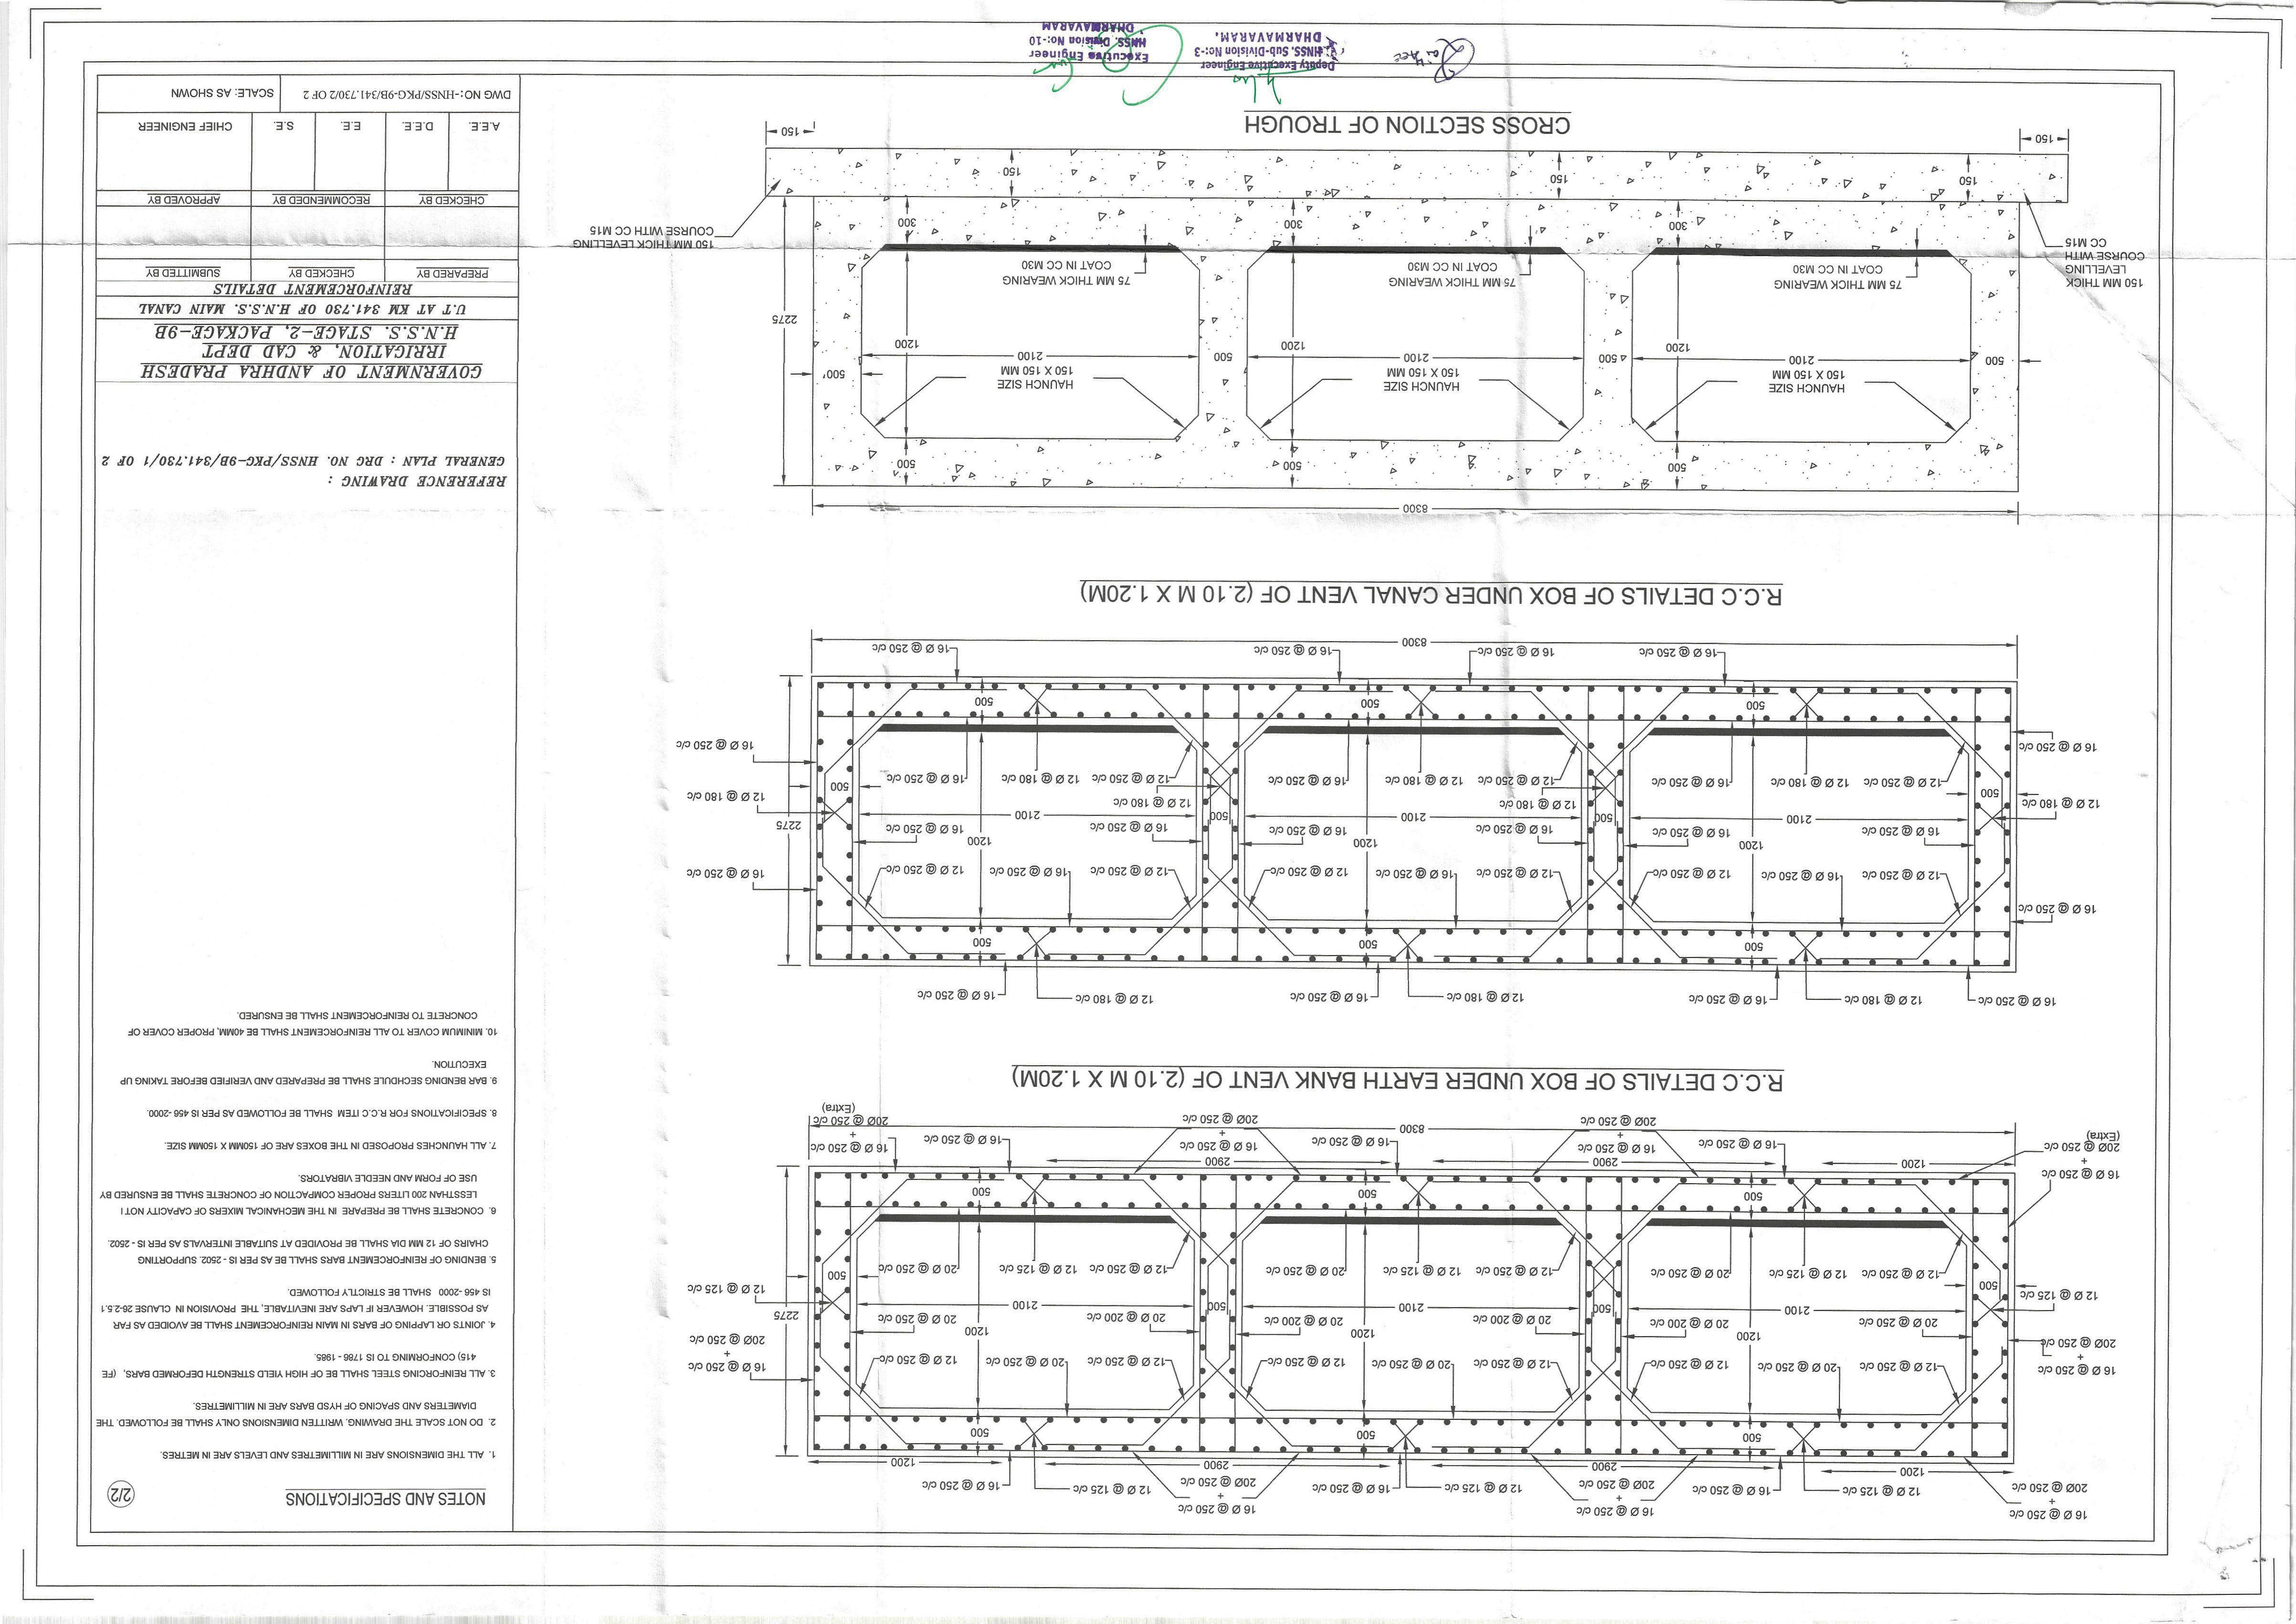 16 Ø @ 250 c/c
+
20Ø @ 250 c/c
12 Ø @ 125 c/c
16 Ø @ 250 c/c
16 Ø @ 250 c/c
+
20Ø @ 250 c/c
12 Ø @ 125 c/c
16 Ø @ 250 c/c
16 Ø @ 250 c/c
+
20Ø @ 250 c/c
12 Ø @ 125 c/c
16 Ø @ 250 c/c
1200
2900
2900
1200
500
500
500
16 Ø @ 250 c/c
+
20Ø @ 250 c/c
12 Ø @ 250 c/c
20 Ø @ 250 c/c
12 Ø @ 250 c/c
12 Ø @ 250 c/c
20 Ø @ 250 c/c
12 Ø @ 250 c/c
12 Ø @ 250 c/c
20 Ø @ 250 c/c
12 Ø @ 250 c/c
16 Ø @ 250 c/c
+
20Ø @ 250 c/c
1200
1200
1200
20 Ø @ 250 c/c
20 Ø @ 200 c/c
20 Ø @ 200 c/c
20 Ø @ 200 c/c
20 Ø @ 200 c/c
20 Ø @ 250 c/c
2275
12 Ø @ 125 c/c
2100
500
2100
500
2100
12 Ø @ 125 c/c
500
500
12 Ø @ 250 c/c
12 Ø @ 125 c/c
20 Ø @ 250 c/c
12 Ø @ 250 c/c
12 Ø @ 125 c/c
20 Ø @ 250 c/c
12 Ø @ 250 c/c
12 Ø @ 125 c/c
20 Ø @ 250 c/c
500
500
500
16 Ø @ 250 c/c
+
20Ø @ 250 c/c
(Extra)
1200
2900
2900
16 Ø @ 250 c/c
16 Ø @ 250 c/c
+
20Ø @ 250 c/c
8300
16 Ø @ 250 c/c
16 Ø @ 250 c/c
+
20Ø @ 250 c/c
16 Ø @ 250 c/c
16 Ø @ 250 c/c
+
20Ø @ 250 c/c
(Extra)
R.C.C DETAILS OF BOX UNDER EARTH BANK VENT OF (2.10 M X 1.20M)
16 Ø @ 250 c/c
12 Ø @ 180 c/c
16 Ø @ 250 c/c
12 Ø @ 180 c/c
16 Ø @ 250 c/c
12 Ø @ 180 c/c
16 Ø @ 250 c/c
500
500
500
16 Ø @ 250 c/c
12 Ø @ 250 c/c
16 Ø @ 250 c/c
12 Ø @ 250 c/c
12 Ø @ 250 c/c
16 Ø @ 250 c/c
12 Ø @ 250 c/c
12 Ø @ 250 c/c
16 Ø @ 250 c/c
12 Ø @ 250 c/c
16 Ø @ 250 c/c
1200
1200
1200
16 Ø @ 250 c/c
16 Ø @ 250 c/c
16 Ø @ 250 c/c
16 Ø @ 250 c/c
16 Ø @ 250 c/c
16 Ø @ 250 c/c
2275
2100
500
2100
500
2100
12 Ø @ 180 c/c
12 Ø @ 180 c/c
12 Ø @ 180 c/c
12 Ø @ 180 c/c
500
500
12 Ø @ 250 c/c
12 Ø @ 180 c/c
16 Ø @ 250 c/c
12 Ø @ 250 c/c
12 Ø @ 180 c/c
16 Ø @ 250 c/c
12 Ø @ 250 c/c
12 Ø @ 180 c/c
16 Ø @ 250 c/c
16 Ø @ 250 c/c
16 Ø @ 250 c/c
500
500
500
16 Ø @ 250 c/c
16 Ø @ 250 c/c
16 Ø @ 250 c/c
16 Ø @ 250 c/c
8300
R.C.C DETAILS OF BOX UNDER CANAL VENT OF (2.10 M X 1.20M)
8300
500
500
500
HAUNCH SIZE
150 X 150 MM
HAUNCH SIZE
150 X 150 MM
HAUNCH SIZE
150 X 150 MM
500
2100
500
2100
500
2100
500
1200
1200
1200
2275
75 MM THICK WEARING
COAT IN CC M30
75 MM THICK WEARING
COAT IN CC M30
75 MM THICK WEARING
COAT IN CC M30
150 MM THICK
LEVELLING
COURSE WITH
CC M15
150 MM THICK LEVELLING
COURSE WITH CC M15
300
300
300
150
150
150
150
150
CROSS SECTION OF TROUGH
Deputy Executive Engineer
HNSS. Sub-Division No:-3
DHARMAVARAM.
Executive Engineer
HNSS. Division No:-10
DHARMAVARAM
NOTES AND SPECIFICATIONS
2/2
1. ALL THE DIMENSIONS ARE IN MILLIMETRES AND LEVELS ARE IN METRES.
2. DO NOT SCALE THE DRAWING. WRITTEN DIMENSIONS ONLY SHALL BE FOLLOWED. THE
DIAMETERS AND SPACING OF HYSD BARS ARE IN MILLIMETRES.
3. ALL REINFORCING STEEL SHALL BE OF HIGH YIELD STRENGTH DEFORMED BARS, (FE
415) CONFORMING TO IS 1786 - 1985.
4. JOINTS OR LAPPING OF BARS IN MAIN REINFORCEMENT SHALL BE AVOIDED AS FAR
AS POSSIBLE. HOWEVER IF LAPS ARE INEVITABLE, THE PROVISION IN CLAUSE 26-2.5.1
IS 456 -2000 SHALL BE STRICTLY FOLLOWED.
5. BENDING OF REINFORCEMENT BARS SHALL BE AS PER IS - 2502. SUPPORTING
CHAIRS OF 12 MM DIA SHALL BE PROVIDED AT SUITABLE INTERVALS AS PER IS - 2502.
6. CONCRETE SHALL BE PREPARE IN THE MECHANICAL MIXERS OF CAPACITY NOT I
LESSTHAN 200 LITERS PROPER COMPACTION OF CONCRETE SHALL BE ENSURED BY
USE OF FORM AND NEEDLE VIBRATORS.
7. ALL HAUNCHES PROPOSED IN THE BOXES ARE OF 150MM X 150MM SIZE.
8. SPECIFICATIONS FOR R.C.C ITEM SHALL BE FOLLOWED AS PER IS 456 -2000.
9. BAR BENDING SECHDULE SHALL BE PREPARED AND VERIFIED BEFORE TAKING UP
EXECUTION.
10. MINIMUM COVER TO ALL REINFORCEMENT SHALL BE 40MM, PROPER COVER OF
CONCRETE TO REINFORCEMENT SHALL BE ENSURED.
REFERENCE DRAWING :
GENERAL PLAN : DRG NO. HNSS/PKG-9B/341.730/1 OF 2
GOVERNMENT OF ANDHRA PRADESH
IRRIGATION, & CAD DEPT
H.N.S.S. STAGE-2, PACKAGE-9B
U.T AT KM 341.730 OF H.N.S.S. MAIN CANAL
REINFORCEMENT DETAILS
PREPARED BY
CHECKED BY
SUBMITTED BY
CHECKED BY
RECOMMENDED BY
APPROVED BY
A.E.E.
D.E.E.
E.E.
S.E.
CHIEF ENGINEER
DWG NO:-HNSS/PKG-9B/341.730/2 OF 2
SCALE: AS SHOWN